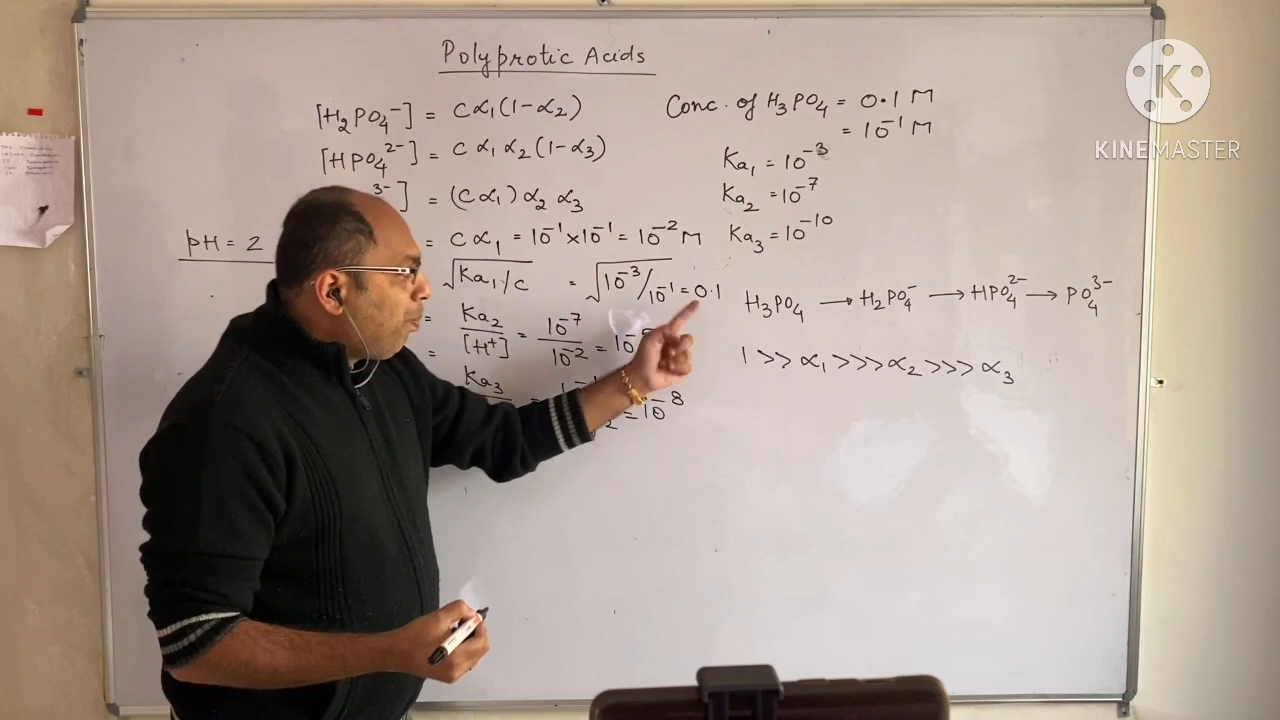 Polyprotic Acids
[H₂PO₄⁻] = Cα₁(1-α₂)
[HPO₄²⁻] = Cα₁α₂(1-α₃)
³⁻] = (Cα₁)α₂α₃
pH = 2
= Cα₁ = 10⁻¹×10⁻¹ = 10⁻²M
√Ka₁/c = √10⁻³/10⁻¹ = 0.1
= Ka₂/[H⁺] = 10⁻⁷/10⁻² = 10
= Ka₃ = = 10⁻⁸
Conc. of H₃PO₄ = 0.1 M
= 10⁻¹ M
Ka₁ = 10⁻³
Ka₂ = 10⁻⁷
Ka₃ = 10⁻¹⁰
H₃PO₄ → H₂PO₄⁻ → HPO₄²⁻ → PO₄³⁻
1 >> α₁ >>> α₂ >>> α₃
K
KINEMASTER